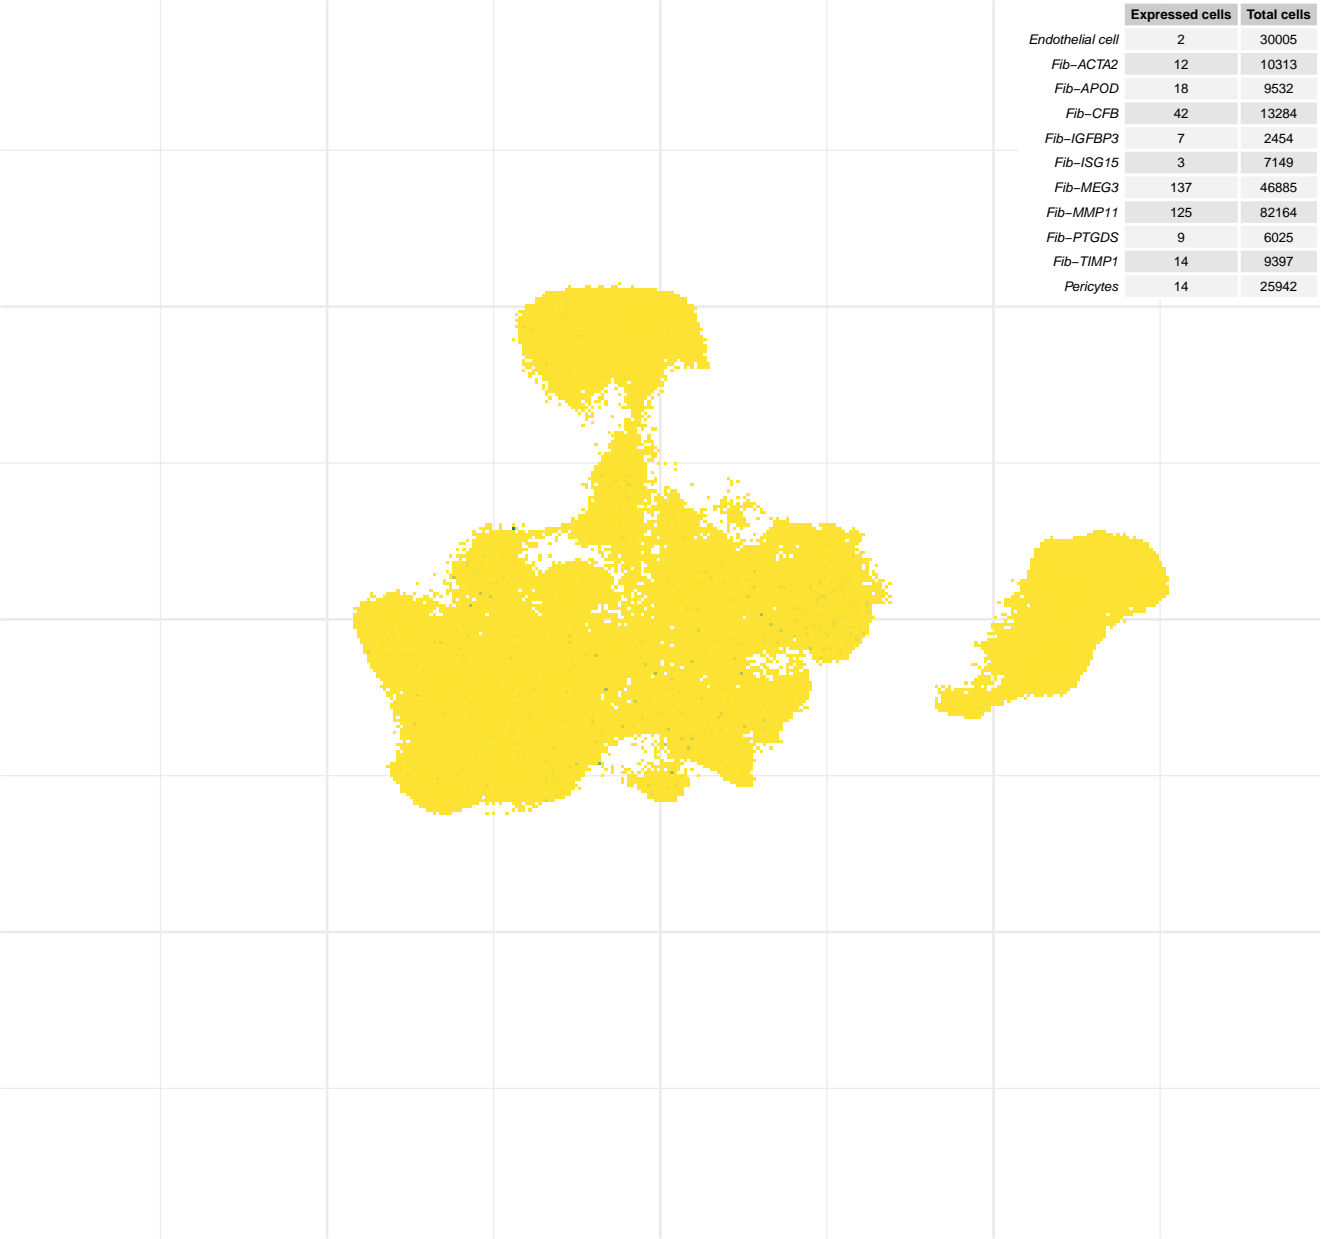 Expressed cells Total cells
Endothelial cell 2 30005
Fib−ACTA2 12 10313
Fib−APOD 18 9532
Fib−CFB 42 13284
Fib−IGFBP3 7 2454
Fib−ISG15 3 7149
Fib−MEG3 137 46885
Fib−MMP11 125 82164
Fib−PTGDS 9 6025
Fib−TIMP1 14 9397
Pericytes 14 25942